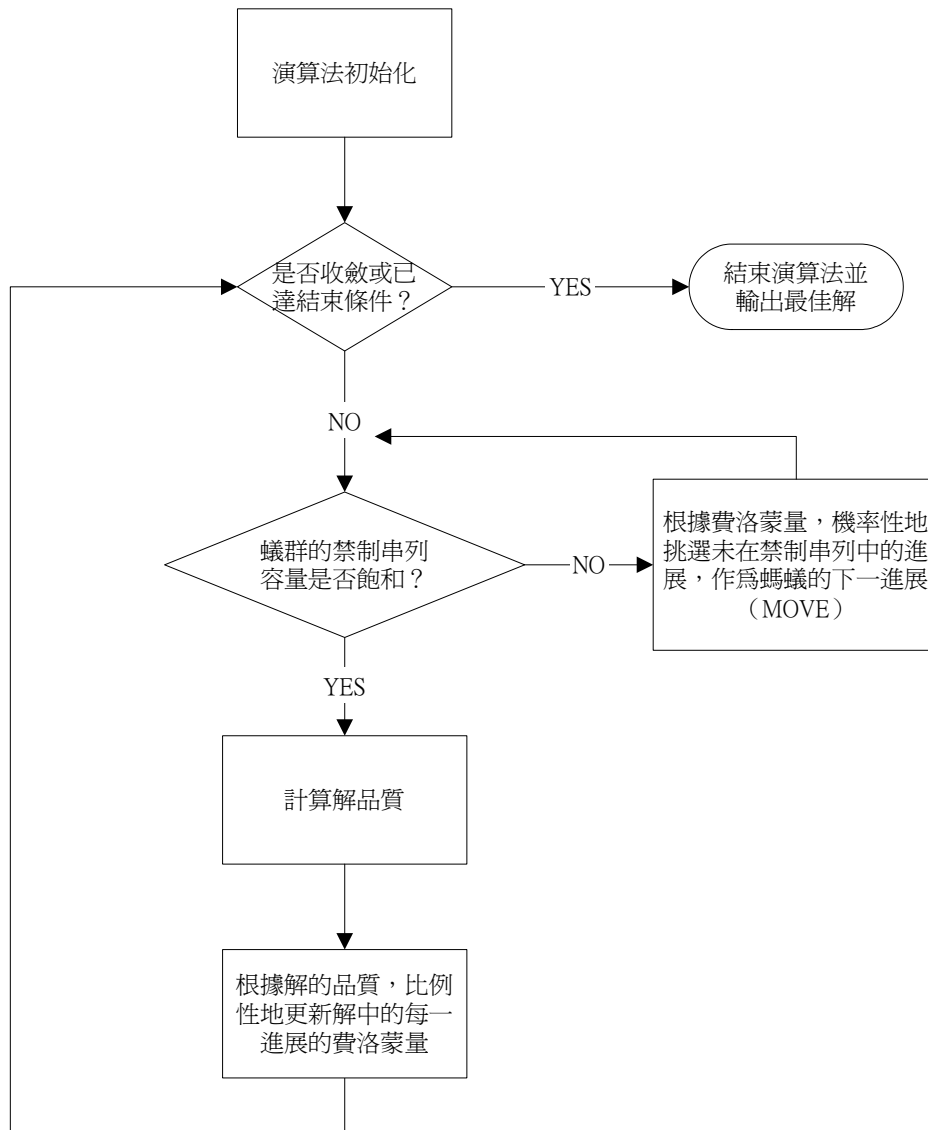 演算法初始化
是否收斂或已
達結束條件？
YES
結束演算法並
輸出最佳解
NO
蟻群的禁制串列
容量是否飽和？
NO
根據費洛蒙量，機率性地
挑選未在禁制串列中的進
展，作為螞蟻的下一進展
（MOVE）
YES
計算解品質
根據解的品質，比例
性地更新解中的每一
進展的費洛蒙量